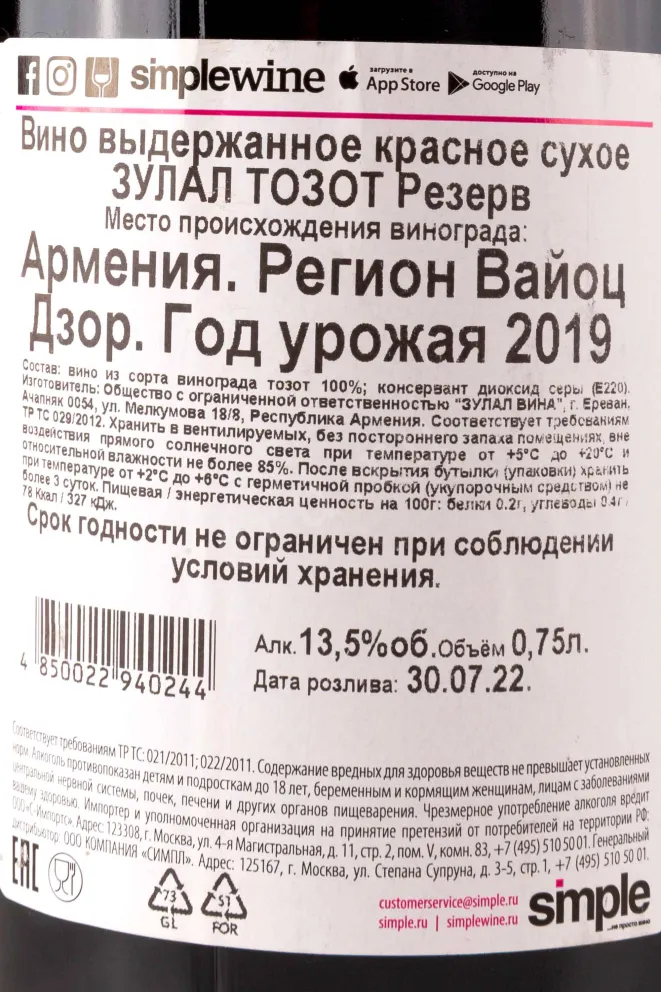 simplewine загрузите в App Store доступно на Google Play
Вино выдержанное красное сухое
ЗУЛАЛ ТОЗОТ Резерв
Место происхождения винограда:
Армения. Регион Вайоц
Дзор. Год урожая 2019
Состав: вино из сорта винограда тозот 100%; консервант диоксид серы (Е220).
Изготовитель: Общество с ограниченной ответственностью "ЗУЛАЛ ВИНА", г. Ереван,
Ачапняк 0054, ул. Мелкумова 18/8, Республика Армения. Соответствует требованиям
ТР ТС 029/2012. Хранить в вентилируемых, без постороннего запаха помещениях, вне
воздействия прямого солнечного света при температуре от +5°С до +20°С и
относительной влажности не более 85%. После вскрытия бутылки (упаковки) хранить
при температуре от +2°С до +6°С с герметичной пробкой (укупорочным средством) не
более 3 суток. Пищевая / энергетическая ценность на 100г: белки 0.2г, углеводы 0.4г,
78 Ккал / 327 кДж.
Срок годности не ограничен при соблюдении
условий хранения.
4 850022 940244
Алк. 13,5%об. Объём 0,75л.
Дата розлива: 30.07.22.
Соответствует требованиям ТР ТС: 021/2011; 022/2011. Содержание вредных для здоровья веществ не превышает установленных
норм. Алкоголь противопоказан детям и подросткам до 18 лет, беременным и кормящим женщинам, лицам с заболеваниями
центральной нервной системы, почек, печени и других органов пищеварения. Чрезмерное употребление алкоголя вредит
вашему здоровью. Импортер и уполномоченная организация на принятие претензий от потребителей на территории РФ:
ООО«С-Импортс». Адрес: 123308, г. Москва, ул. 4-я Магистральная, д. 11, стр. 2, пом. V, комн. 83, +7 (495) 510 50 01. Генеральный
дистрибьютор: ООО КОМПАНИЯ «СИМПЛ». Адрес: 125167, г. Москва, ул. Степана Супруна, д. 3-5, стр. 1, +7 (495) 510 50 01.
EAC
73
GL
51
FOR
customerservice@simple.ru
simple.ru | simplewine.ru
simple
...не просто вино